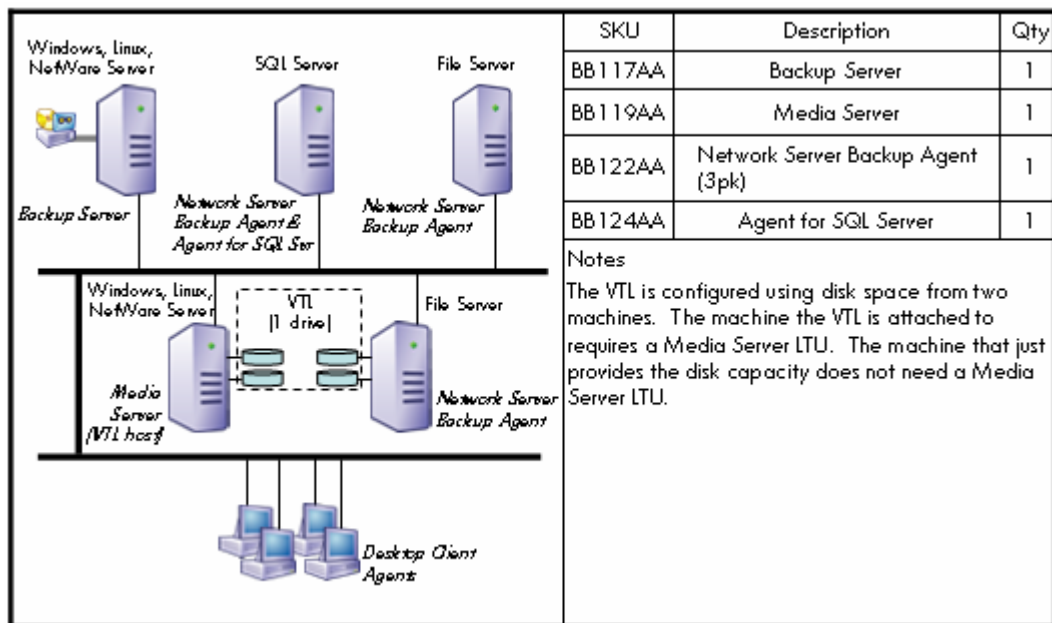 Windows, Linux,
NetWare Server
SQL Server
File Server
Backup Server
Network Server
Backup Agent &
Agent for SQL Svr
Network Server
Backup Agent
Windows, Linux,
NetWare Server
VTL
(1 drive)
File Server
Media
Server
(VTL host)
Network Server
Backup Agent
Desktop Client
Agents
SKU Description Qty
BB117AA Backup Server 1
BB119AA Media Server 1
BB122AA Network Server Backup Agent
(3pk) 1
BB124AA Agent for SQL Server 1
Notes
The VTL is configured using disk space from two
machines. The machine the VTL is attached to
requires a Media Server LTU. The machine that just
provides the disk capacity does not need a Media
Server LTU.